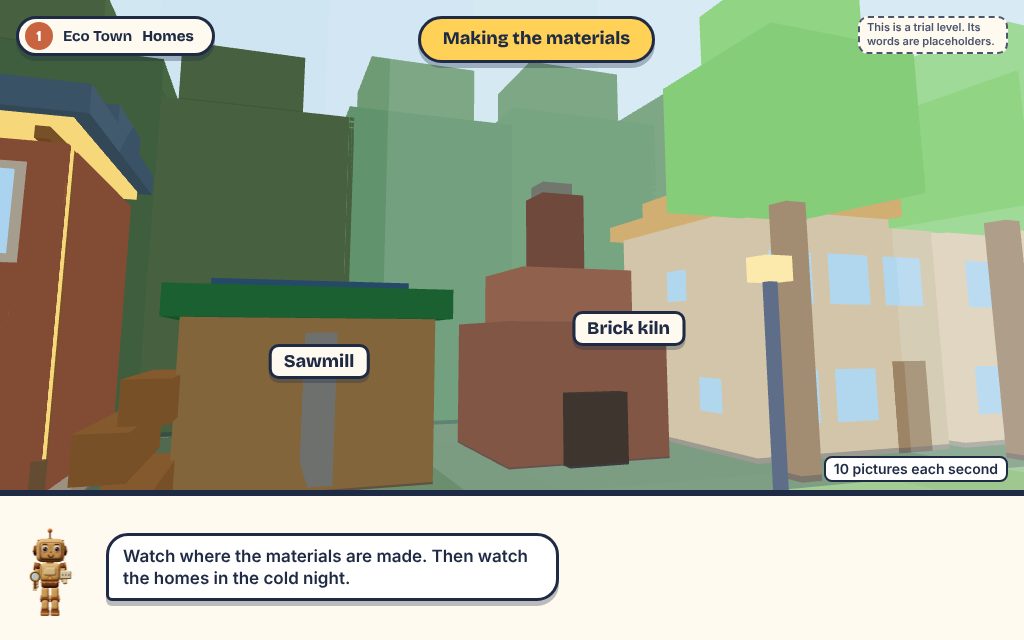 1 Eco Town Homes
Making the materials
This is a trial level. Its
words are placeholders.
Sawmill
Brick kiln
10 pictures each second
Watch where the materials are made. Then watch
the homes in the cold night.